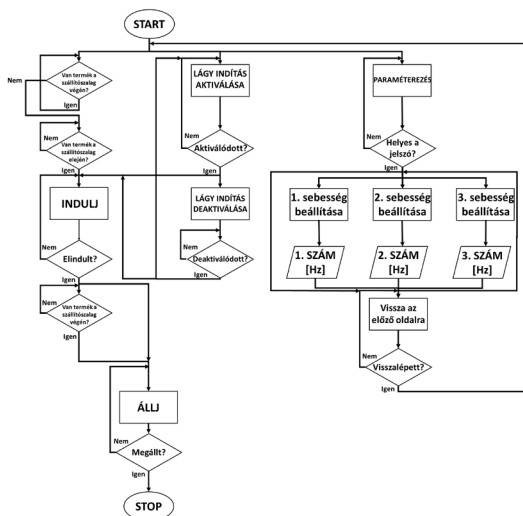 START
Nem
Van termék a
szállítószalag
végén?
Igen
Nem
Van termék a
szállítószalag
elején?
Igen
INDULJ
Nem
Elindult?
Igen
Nem
Van termék a
szállítószalag
végén?
Igen
ÁLLJ
Nem
Megállt?
Igen
STOP
LÁGY INDÍTÁS
AKTIVÁLÁSA
Nem
Aktiválódott?
Igen
LÁGY INDÍTÁS
DEAKTIVÁLÁSA
Nem
Deaktiválódott?
Igen
PARAMÉTEREZÉS
Nem
Helyes a
jelszó?
Igen
1. sebesség
beállítása
2. sebesség
beállítása
3. sebesség
beállítása
1. SZÁM
[Hz]
2. SZÁM
[Hz]
3. SZÁM
[Hz]
Vissza az
előző oldalra
Nem
Visszalépett?
Igen